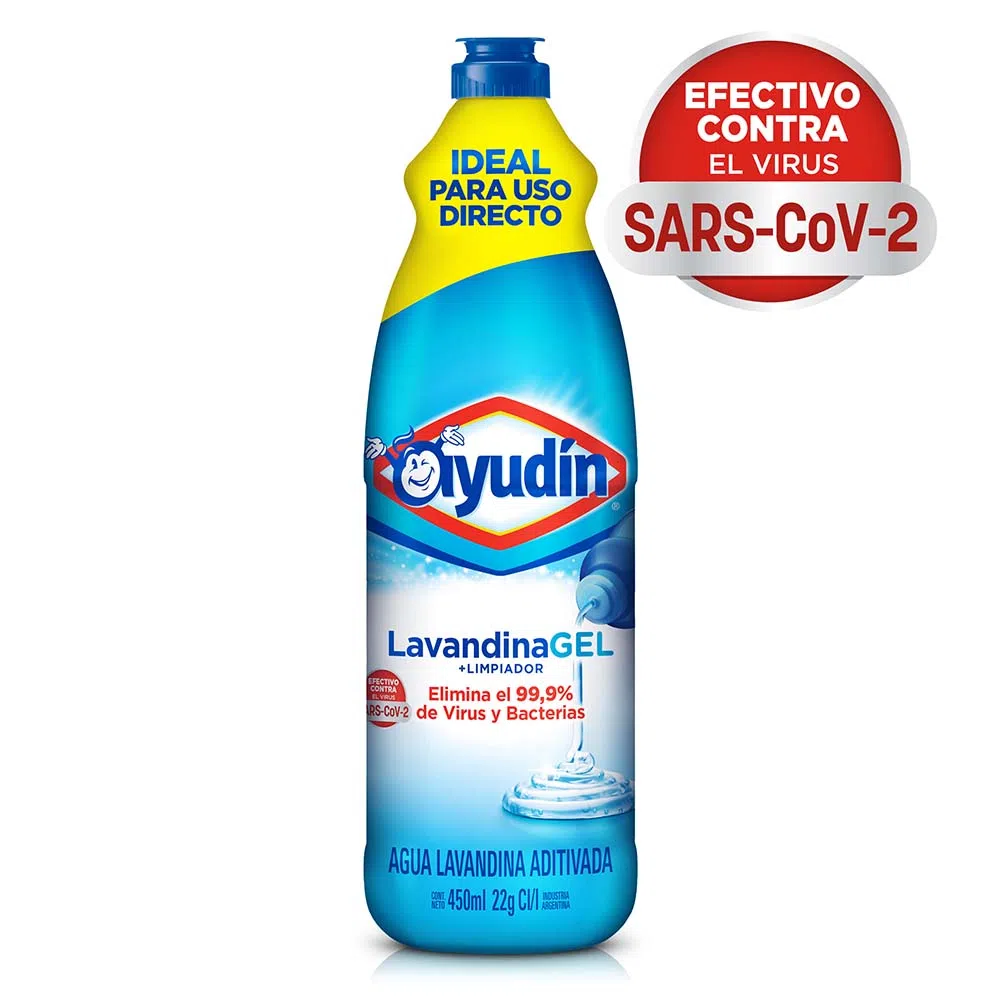 EFECTIVO
CONTRA
EL VIRUS
SARS-CoV-2
IDEAL
PARA USO
DIRECTO
Ayudín
®
LavandinaGEL
+LIMPIADOR
EFECTIVO
CONTRA
EL VIRUS
ARS-CoV-2
Elimina el 99,9%
de Virus y Bacterias
AGUA LAVANDINA ADITIVADA
CONT. NETO 450ml 22g Cl/l INDUSTRIA ARGENTINA